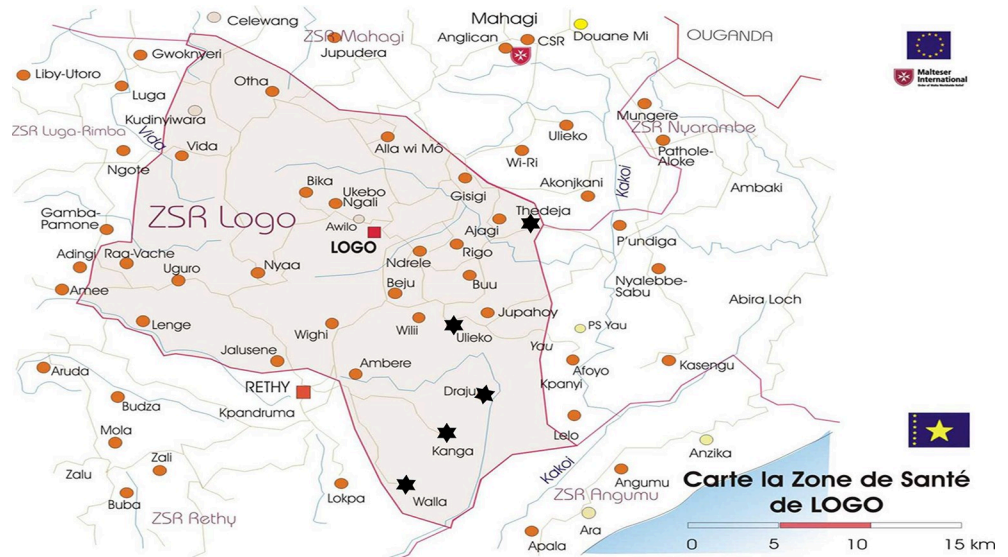 Celewang
ZSR Mahagi
Jupudera
Mahagi
Anglican
CSR
Douane Mi
OUGANDA
Malteser
International
Gwoknyeri
Liby-Utoro
Luga
Otha
Kudinyiwara
ZSR Luga-Rimba
Vida
Vida
Ngote
Alla wi Mo
Ulieko
Wi-Ri
Mungere
ZSR Nyarambe
Pathole-
Aloke
Kakoi
Ambaki
Akonjkani
Bika
Ukebo
Ngali
Gisigi
Thedeja
Gamba-
Pamone
ZSR Logo
Awilo
LOGO
Ajagi
P'undiga
Adingi
Rag-Vache
Uguro
Nyaa
Ndrele
Rigo
Beju
Buu
Nyalebbe-
Sabu
Amee
Abira Loch
Lenge
Wighi
Wilii
Ulieko
Jupahoy
PS Yau
Yau
Jalusene
Ambere
Afoyo
Kpanyi
Kasengu
Aruda
RETHY
Draju
Budza
Kpandruma
Mola
Lelo
Kanga
Anzika
Zali
Zalu
Kakoi
Buba
Lokpa
Walla
Angumu
ZSR Angumu
ZSR Rethy
Ara
Apala
Carte la Zone de Santé
de LOGO
0 5 10 15 km